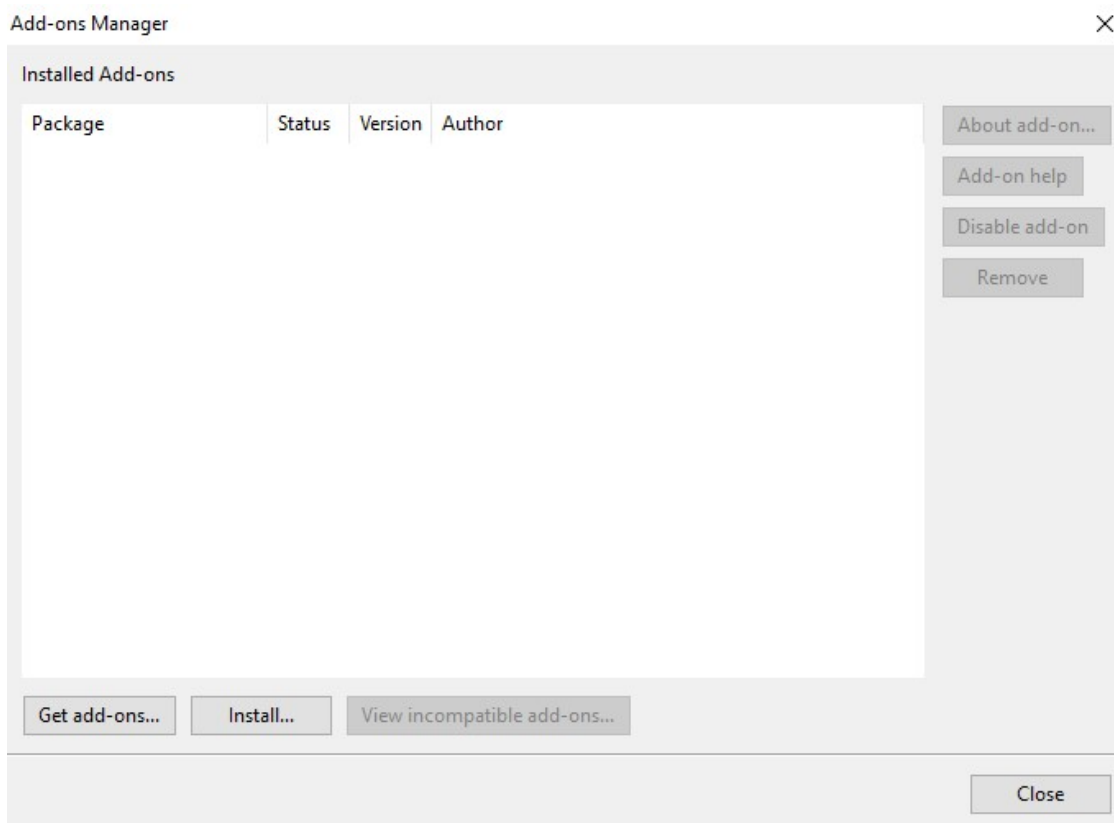 Add-ons Manager
Installed Add-ons
Package Status Version Author
About add-on...
Add-on help
Disable add-on
Remove
Get add-ons... Install... View incompatible add-ons...
Close